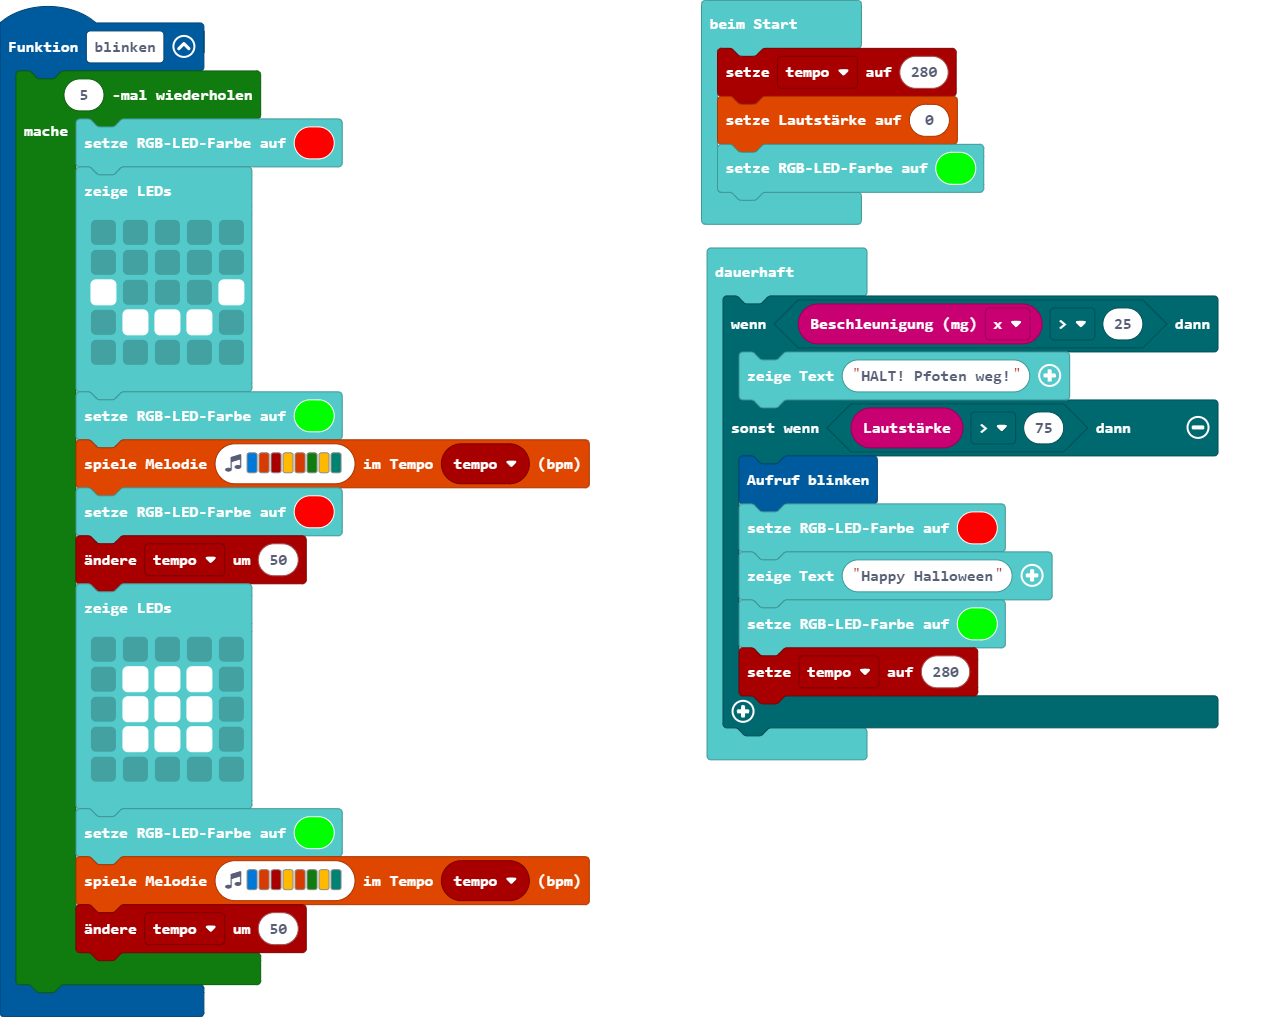 Funktion blinken
5 -mal wiederholen
mache
setze RGB-LED-Farbe auf
zeige LEDs
setze RGB-LED-Farbe auf
spiele Melodie im Tempo tempo (bpm)
setze RGB-LED-Farbe auf
ändere tempo um 50
zeige LEDs
setze RGB-LED-Farbe auf
spiele Melodie im Tempo tempo (bpm)
ändere tempo um 50
beim Start
setze tempo auf 280
setze Lautstärke auf 0
setze RGB-LED-Farbe auf
dauerhaft
wenn Beschleunigung (mg) x > 25 dann
zeige Text "HALT! Pfoten weg!"
sonst wenn Lautstärke > 75 dann
Aufruf blinken
setze RGB-LED-Farbe auf
zeige Text "Happy Halloween"
setze RGB-LED-Farbe auf
setze tempo auf 280